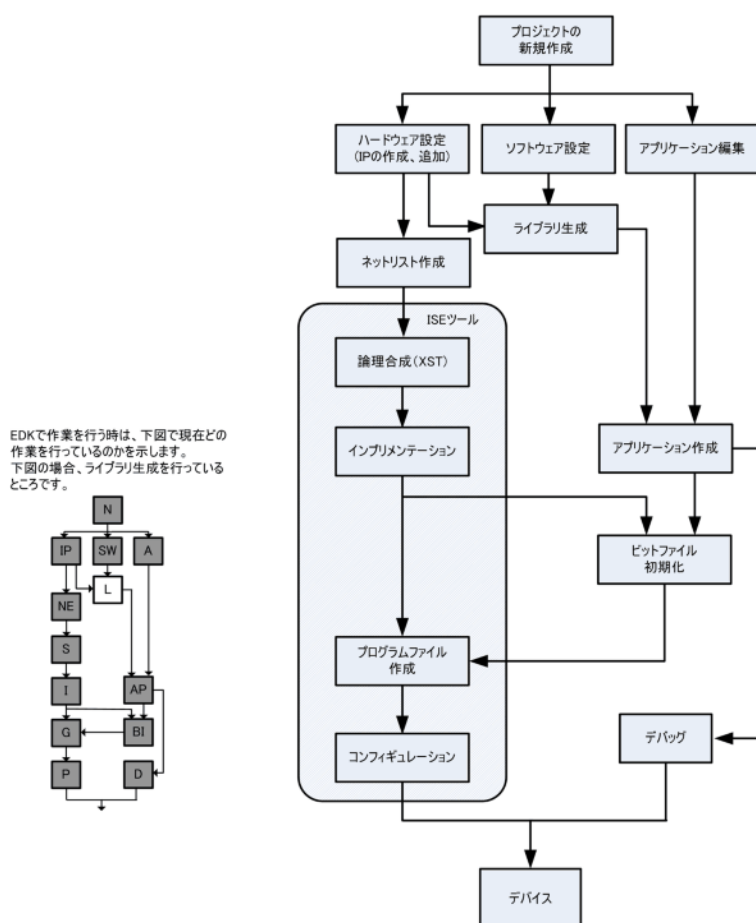 プロジェクトの
新規作成
ハードウェア設定
(IPの作成、追加)
ソフトウェア設定
アプリケーション編集
ライブラリ生成
ネットリスト作成
ISEツール
論理合成(XST)
インプリメンテーション
アプリケーション作成
ビットファイル
初期化
プログラムファイル
作成
コンフィギュレーション
デバッグ
デバイス
EDKで作業を行う時は、下図で現在どの
作業を行っているのかを示します。
下図の場合、ライブラリ生成を行っている
ところです。
N
IP
SW
A
L
NE
S
I
AP
G
BI
P
D